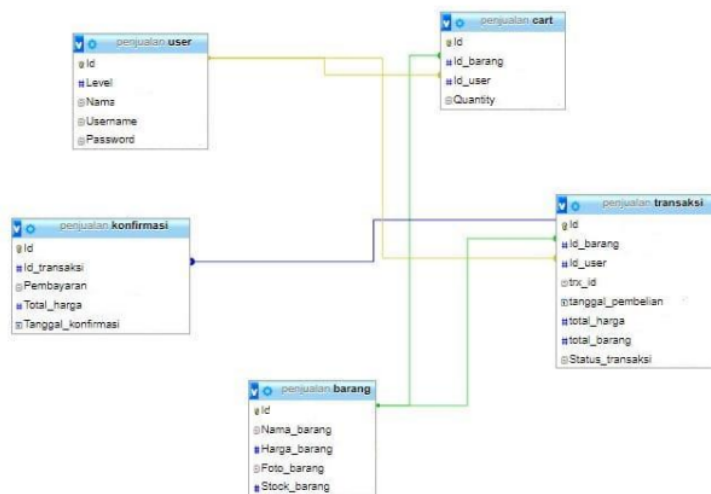 penjualan user
Id
Level
Nama
Username
Password
penjualan cart
Id
Id_barang
Id_user
Quantity
penjualan konfirmasi
Id
Id_transaksi
Pembayaran
Total_harga
Tanggal_konfirmasi
penjualan transaksi
Id
Id_barang
Id_user
trx_id
tanggal_pembelian
total_harga
total_barang
Status_transaksi
penjualan barang
Id
Nama_barang
Harga_barang
Foto_barang
Stock_barang